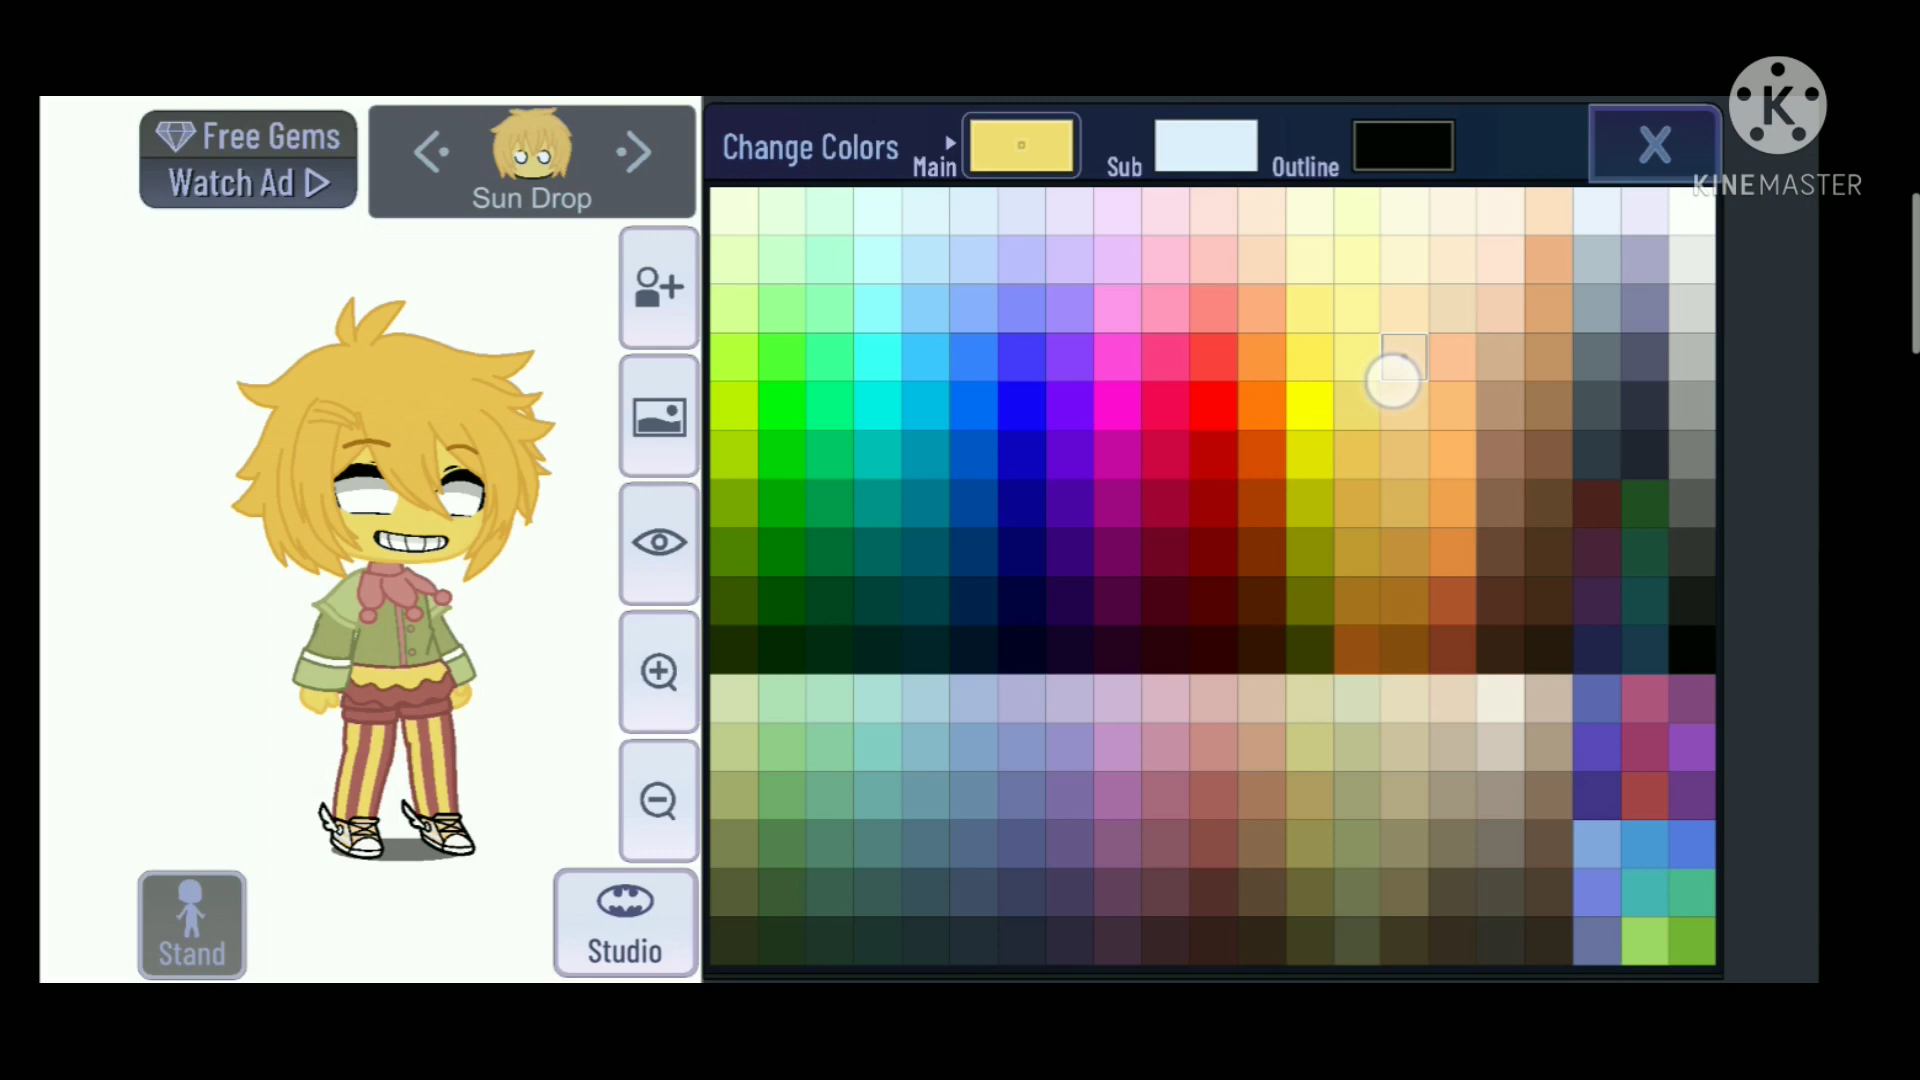 Free Gems
Watch Ad
Sun Drop
Change Colors
Main
Sub
Outline
X
K
KINEMASTER
Stand
Studio